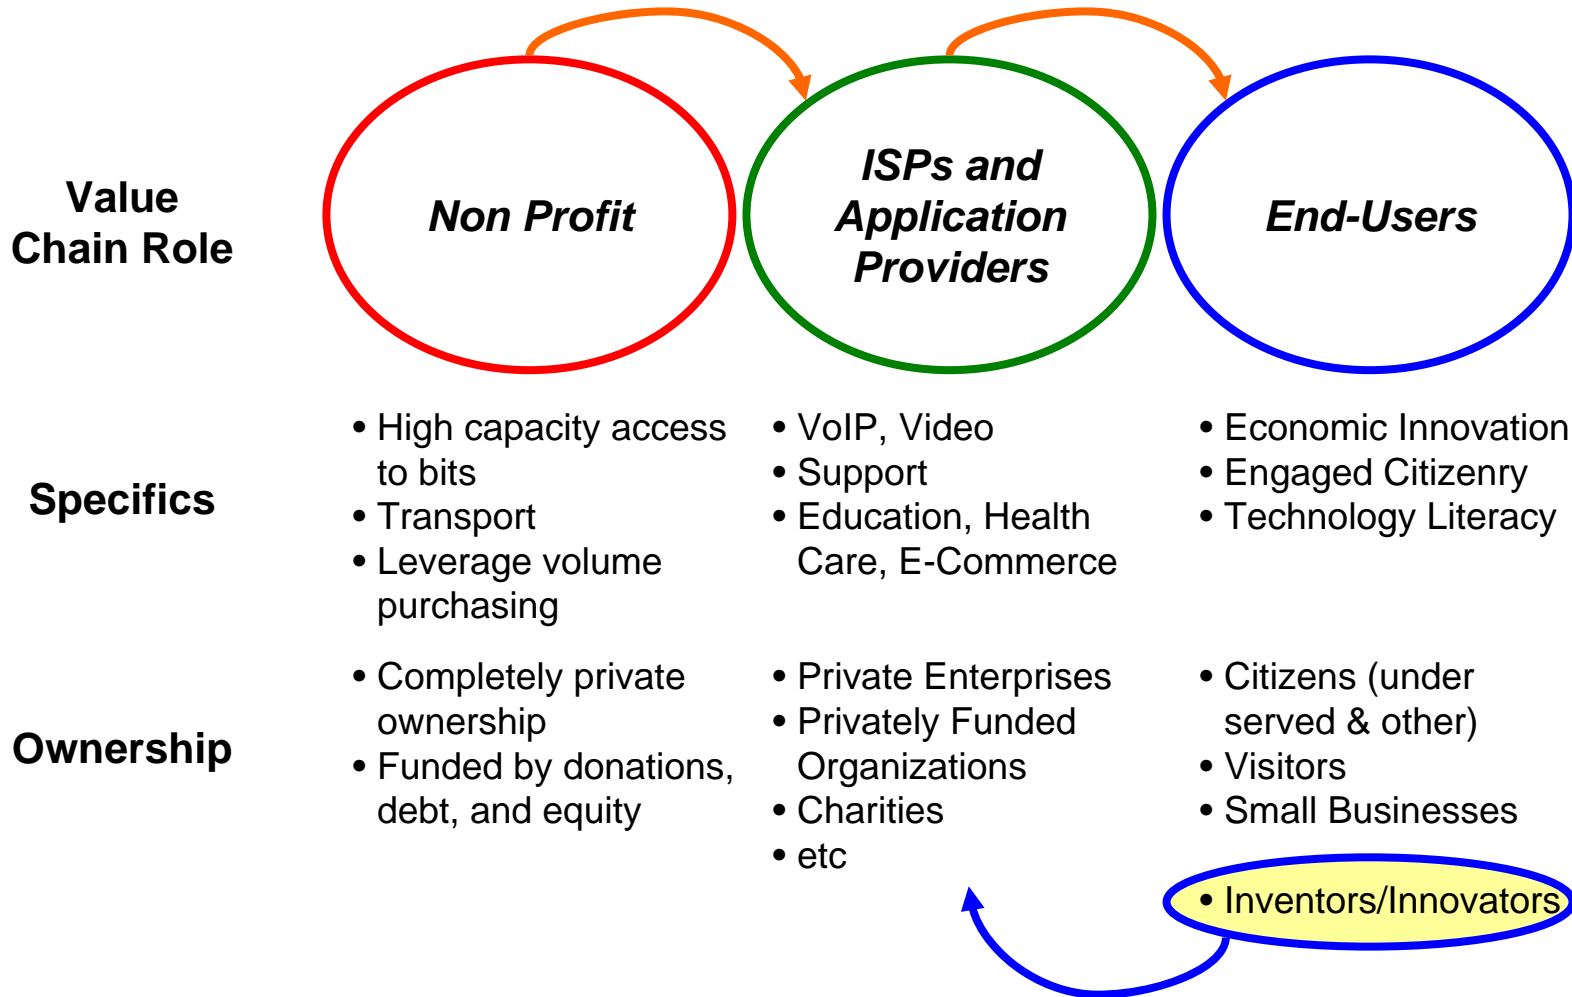 Value
Chain Role
Non Profit
ISPs and
Application
Providers
End-Users
Specifics
• High capacity access
to bits
• Transport
• Leverage volume
purchasing
• VoIP, Video
• Support
• Education, Health
Care, E-Commerce
• Economic Innovation
• Engaged Citizenry
• Technology Literacy
Ownership
• Completely private
ownership
• Funded by donations,
debt, and equity
• Private Enterprises
• Privately Funded
Organizations
• Charities
• etc
• Citizens (under
served & other)
• Visitors
• Small Businesses
• Inventors/Innovators